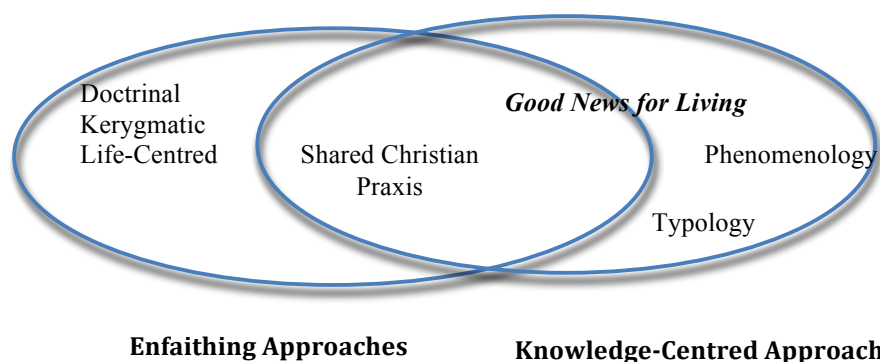 Doctrinal
Kerygmatic
Life-Centred
Good News for Living
Shared Christian
Praxis
Phenomenology
Typology
Enfaithing Approaches
Knowledge-Centred Approach